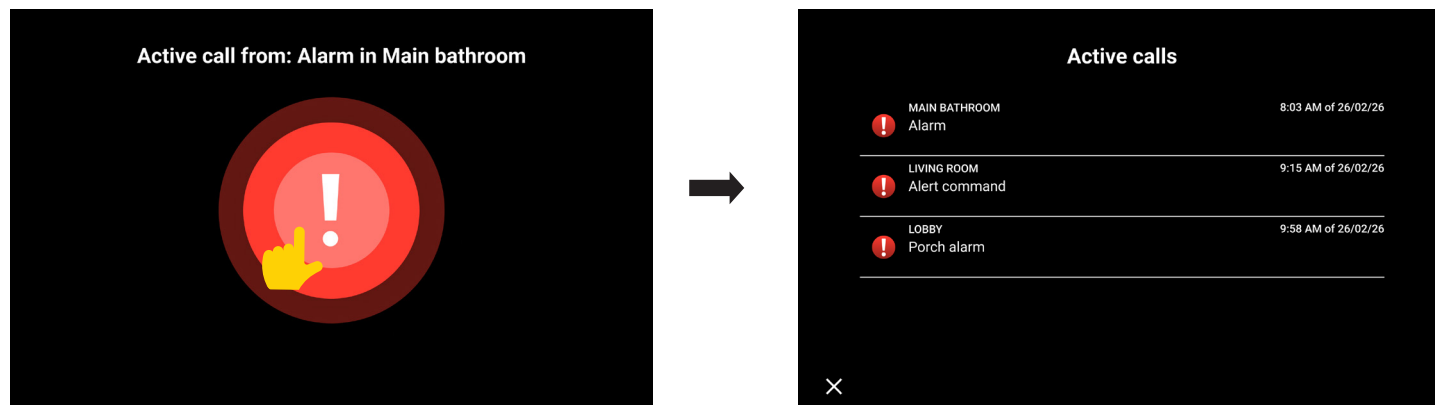 Active call from: Alarm in Main bathroom
Active calls
MAIN BATHROOM 8:03 AM of 26/02/26
Alarm
LIVING ROOM 9:15 AM of 26/02/26
Alert command
LOBBY 9:58 AM of 26/02/26
Porch alarm